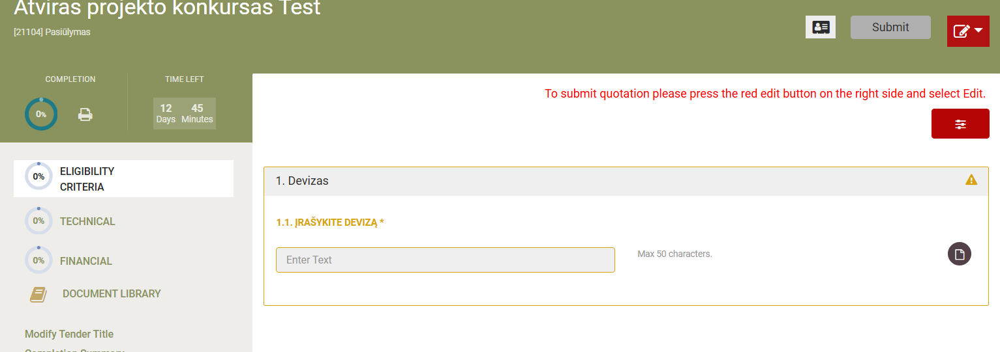 Atviras projekto konkursas Test
[21104] Pasiūlymas
Submit
COMPLETION
TIME LEFT
0%
12 45
Days Minutes
To submit quotation please press the red edit button on the right side and select Edit.
0%
ELIGIBILITY
CRITERIA
0%
TECHNICAL
0%
FINANCIAL
DOCUMENT LIBRARY
Modify Tender Title
Completion Summary
1. Devizas
1.1. ĮRAŠYKITE DEVIZĄ *
Enter Text
Max 50 characters.